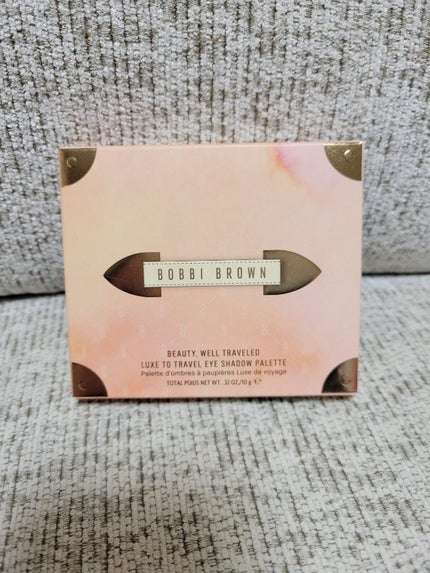 BOBBI BROWN
BEAUTY, WELL TRAVELED
LUXE TO TRAVEL EYE SHADOW PALETTE
Palette d'ombres à paupières Luxe de voyage
TOTAL POIDS NET WT. .32 OZ./10 g ℮